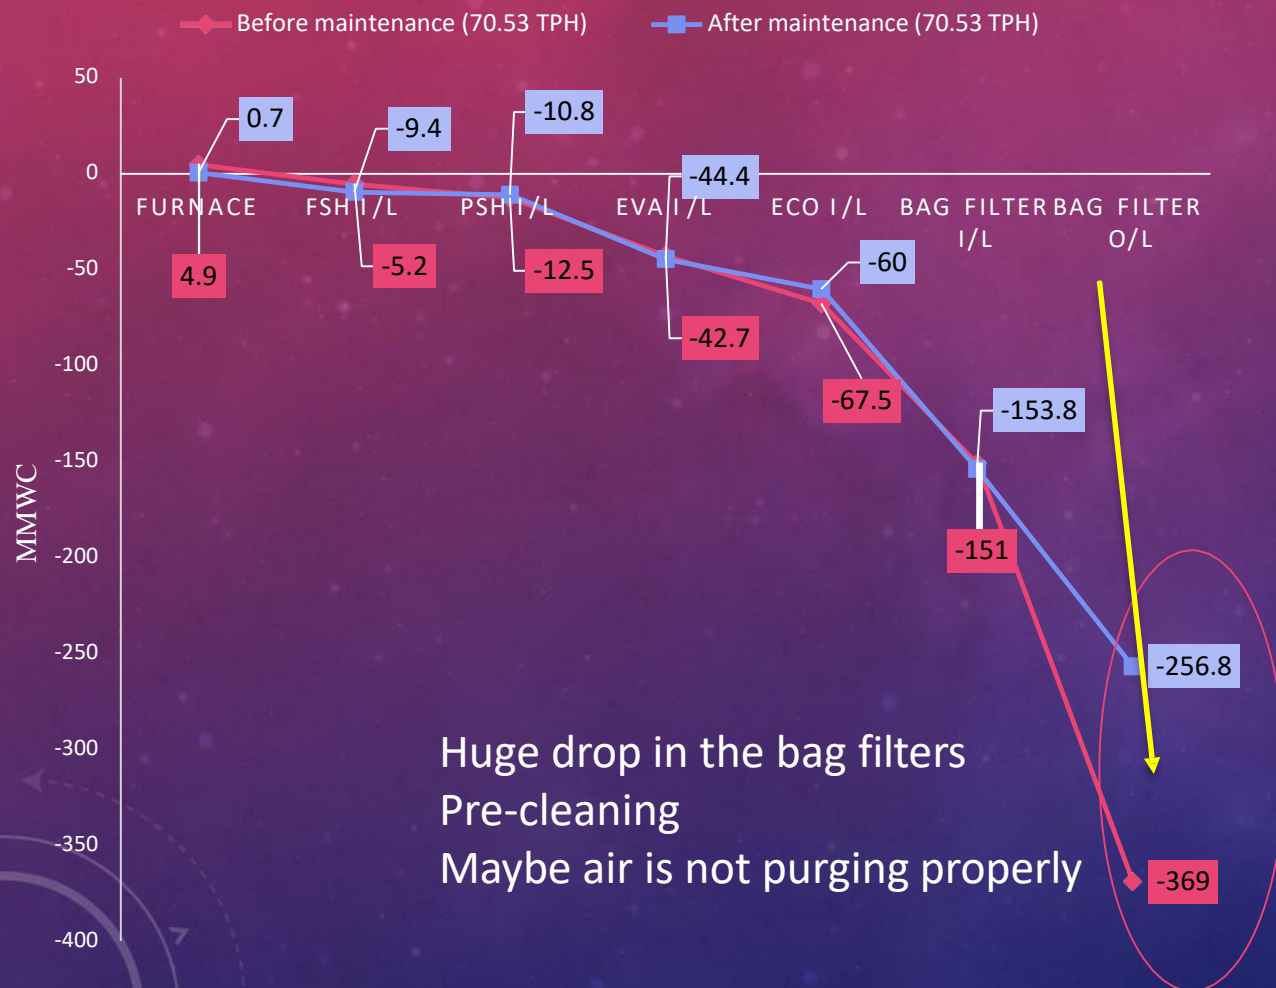 Before maintenance (70.53 TPH)
After maintenance (70.53 TPH)
50
0
-50
-100
-150
-200
-250
-300
-350
-400
MMWC
FURNACE
FSH I/L
PSH I/L
EVA I/L
ECO I/L
BAG FILTER
I/L
BAG FILTER
O/L
0.7
-9.4
-10.8
-44.4
-60
-153.8
-256.8
4.9
-5.2
-12.5
-42.7
-67.5
-151
-369
Huge drop in the bag filters
Pre-cleaning
Maybe air is not purging properly